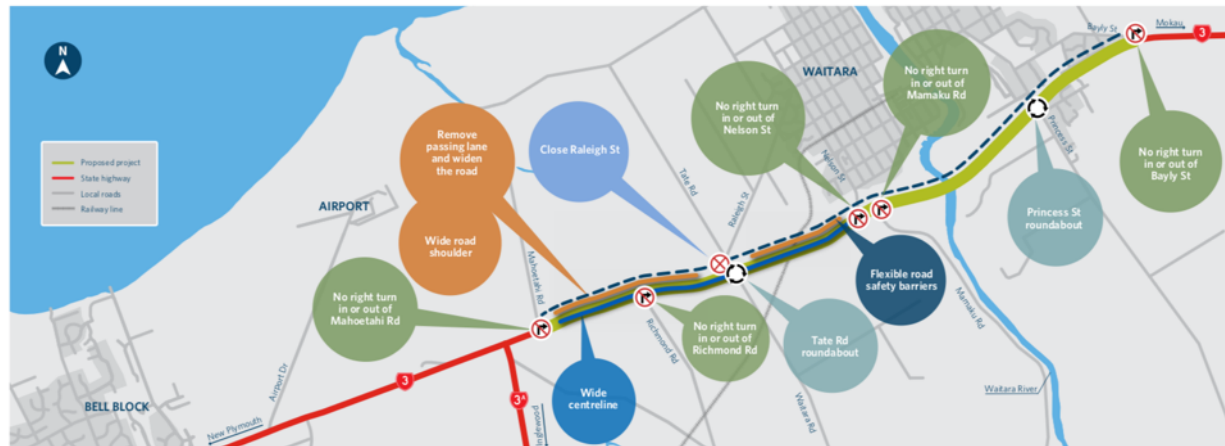 N
Proposed project
State highway
Local roads
Railway line
AIRPORT
BELL BLOCK
WAITARA
Remove
passing lane
and widen
the road
Wide road
shoulder
Close Raleigh St
No right turn
in or out of
Nelson St
No right turn
in or out of
Mamaku Rd
No right turn
in or out of
Bayly St
Princess St
roundabout
Flexible road
safety barriers
Tate Rd
roundabout
No right turn
in or out of
Richmond Rd
Wide
centreline
No right turn
in or out of
Mahoetahi Rd
Bayly St
Mokau
3
Princess St
Nelson St
Tate Rd
Raleigh St
Mahoetahi Rd
Richmond Rd
Waitara Rd
Mamaku Rd
Waitara River
Airport Dr
New Plymouth
3
3A
Inglewood